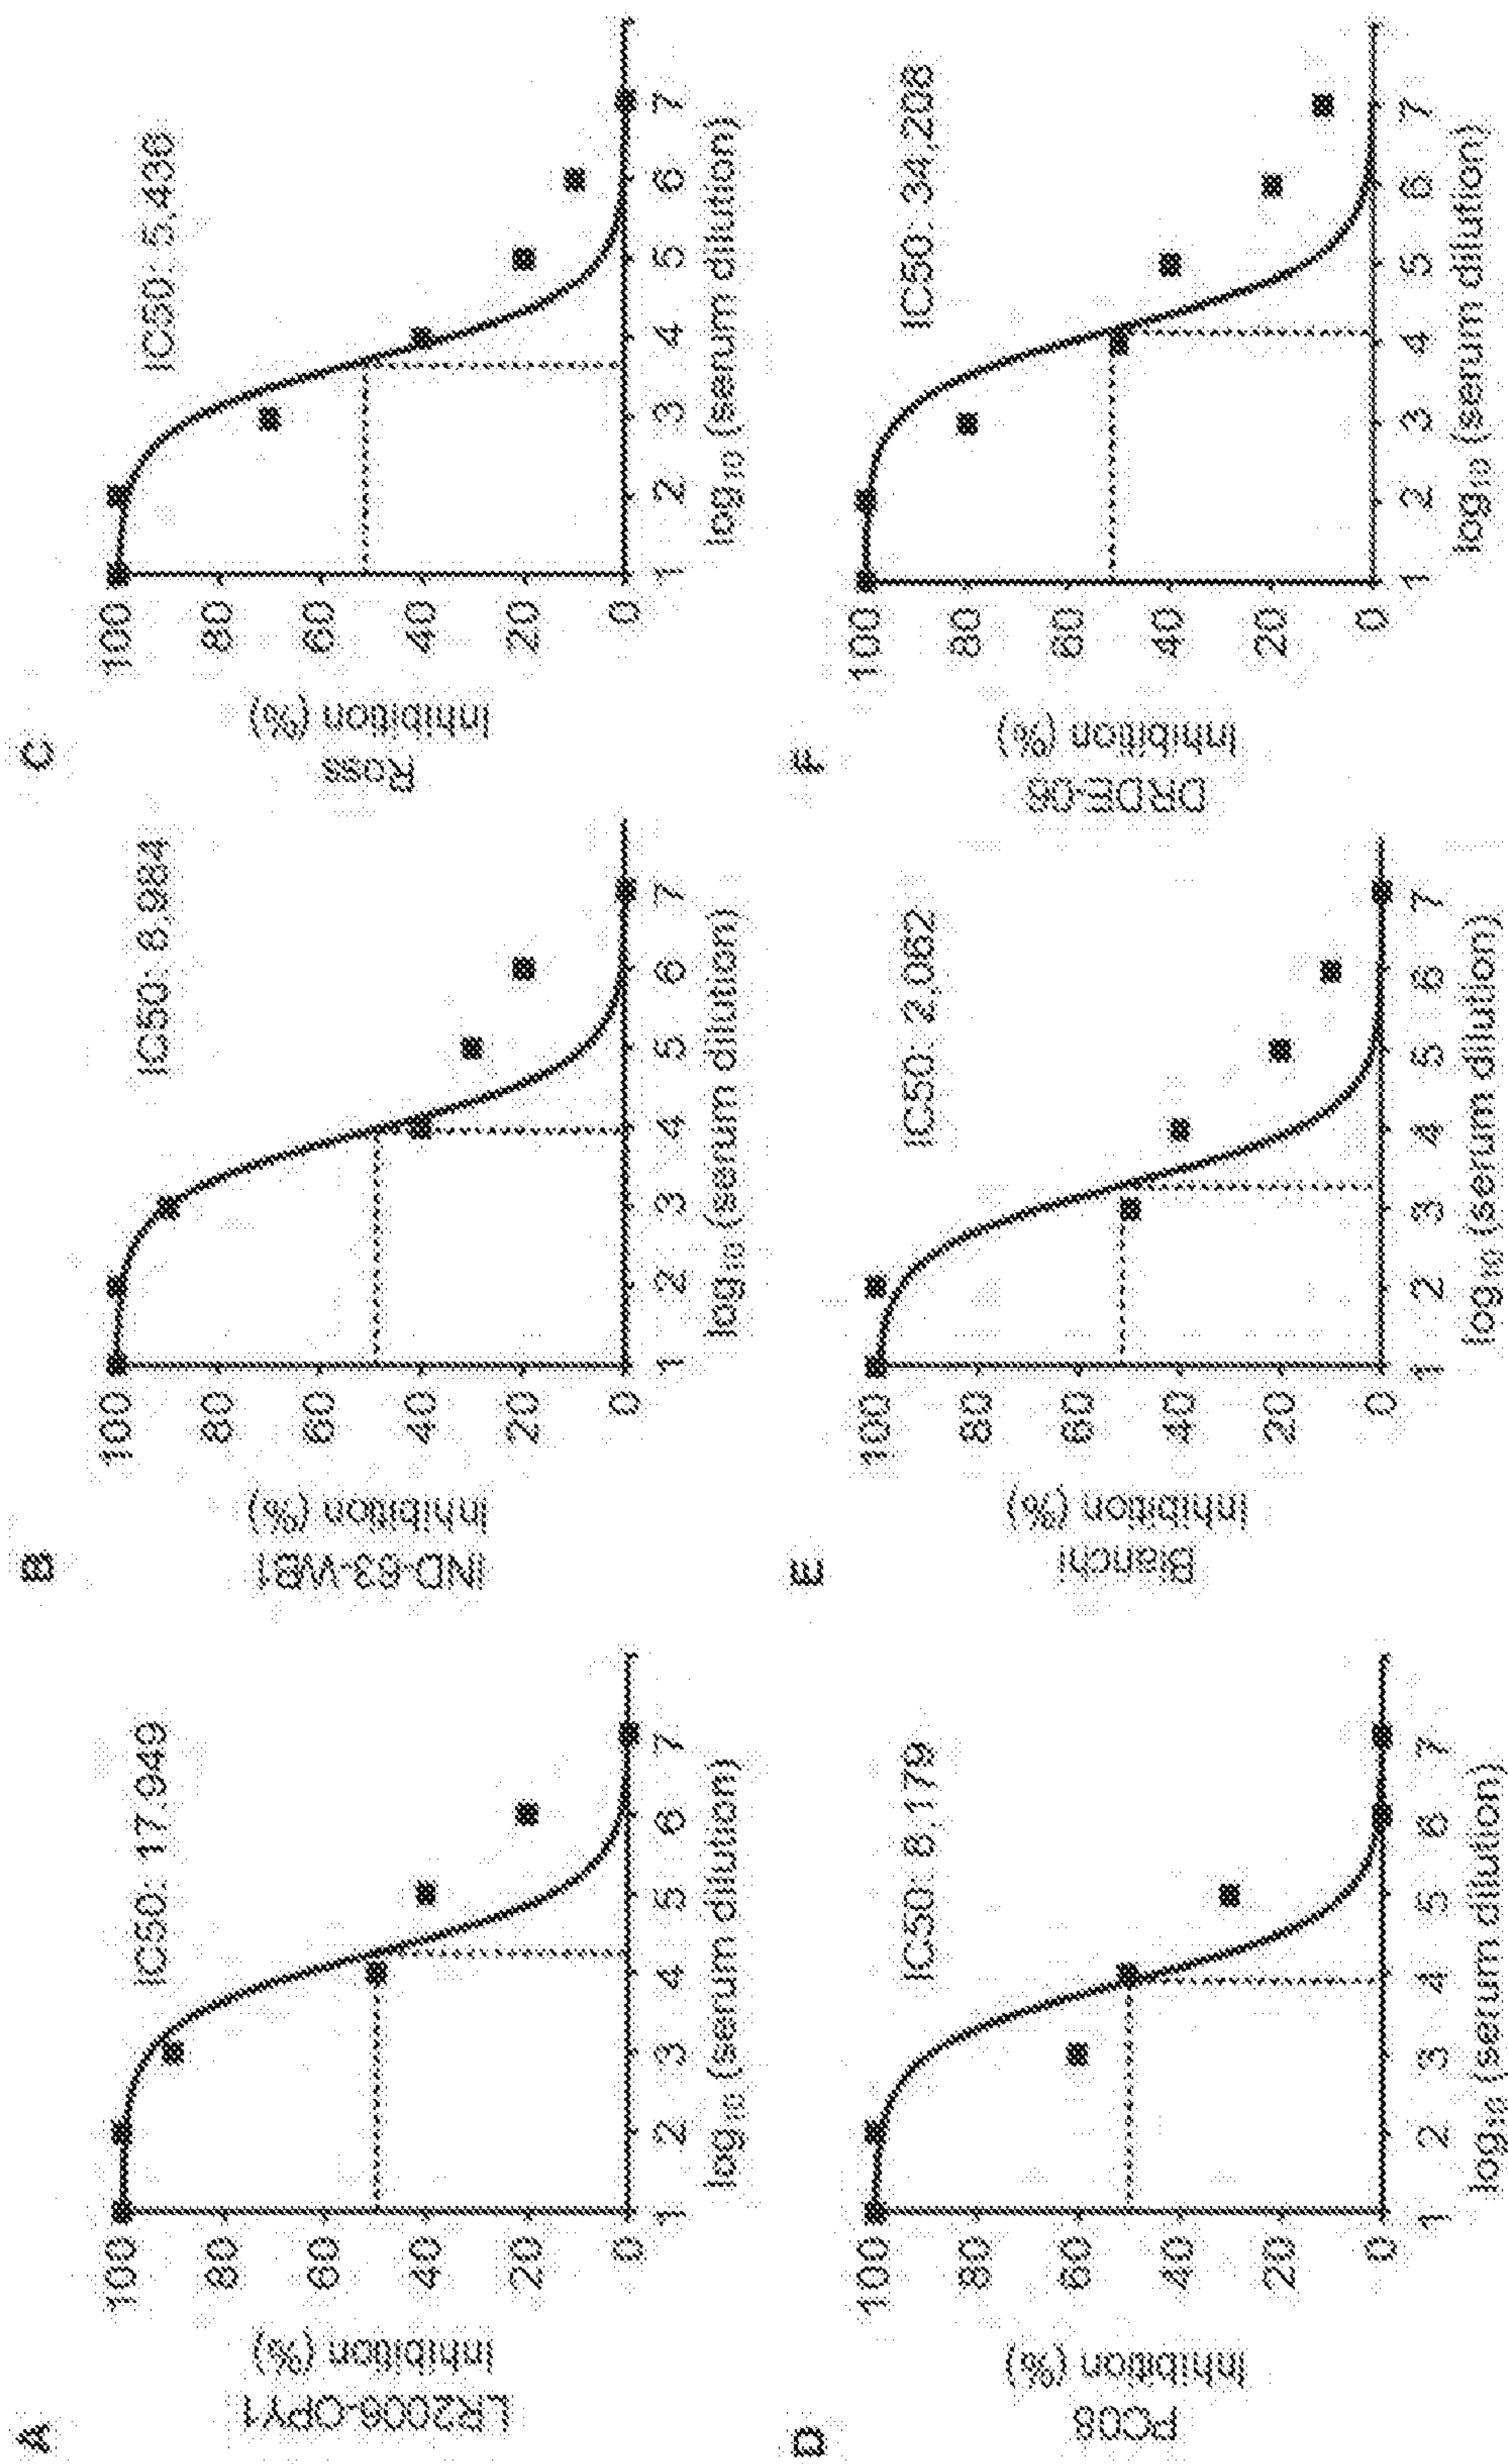 A
IC50: 17,949
LR2006-OPY1
Inhibition (%)
100
80
60
40
20
0
1 2 3 4 5 6 7
log10 (serum dilution)
B
IC50: 8,984
IND-63-WB1
Inhibition (%)
100
80
60
40
20
0
1 2 3 4 5 6 7
log10 (serum dilution)
C
IC50: 5,436
Ross
Inhibition (%)
100
80
60
40
20
0
1 2 3 4 5 6 7
log10 (serum dilution)
D
IC50: 8,179
PC08
Inhibition (%)
100
80
60
40
20
0
1 2 3 4 5 6 7
log10 (serum dilution)
E
IC50: 2,062
Bianchi
Inhibition (%)
100
80
60
40
20
0
1 2 3 4 5 6 7
log10 (serum dilution)
F
IC50: 34,208
DRDE-06
Inhibition (%)
100
80
60
40
20
0
1 2 3 4 5 6 7
log10 (serum dilution)